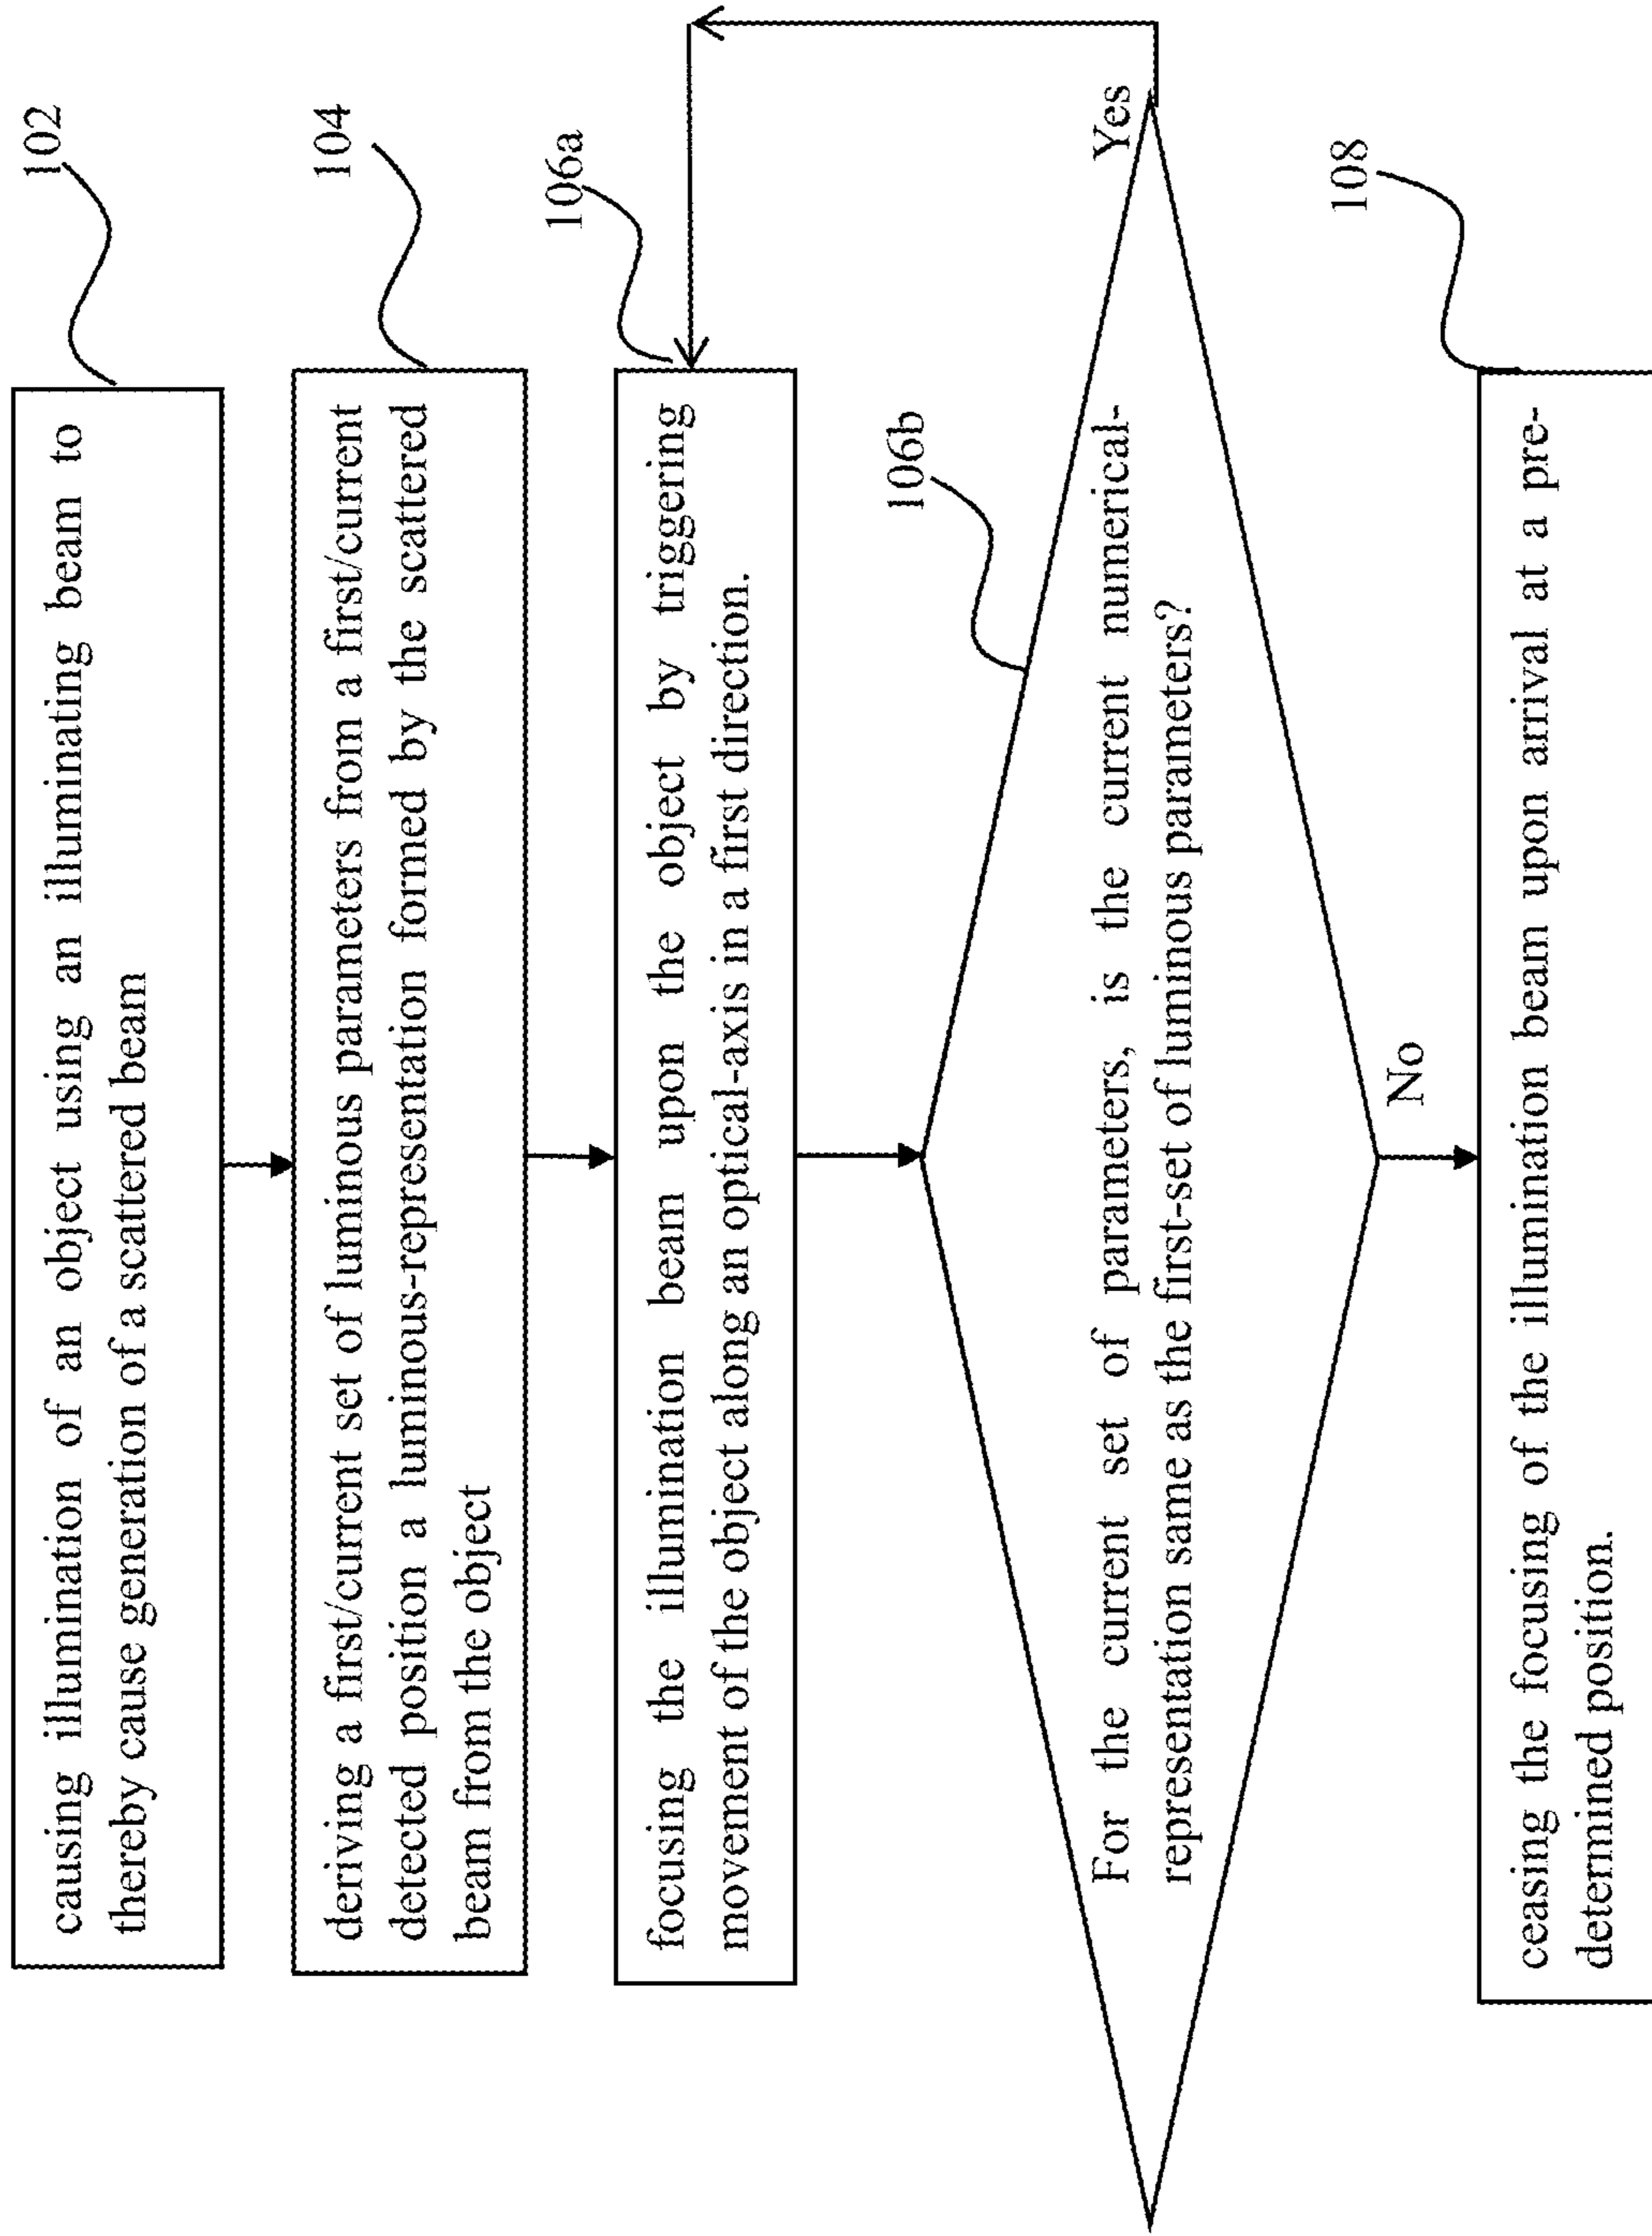 102
causing illumination of an object using an illuminating beam to
thereby cause generation of a scattered beam
104
deriving a first/current set of luminous parameters from a first/current
detected position a luminous-representation formed by the scattered
beam from the object
106a
focusing the illumination beam upon the object by triggering
movement of the object along an optical-axis in a first direction.
106b
For the current set of parameters, is the current numerical-
representation same as the first-set of luminous parameters?
Yes
No
108
ceasing the focusing of the illumination beam upon arrival at a pre-
determined position.